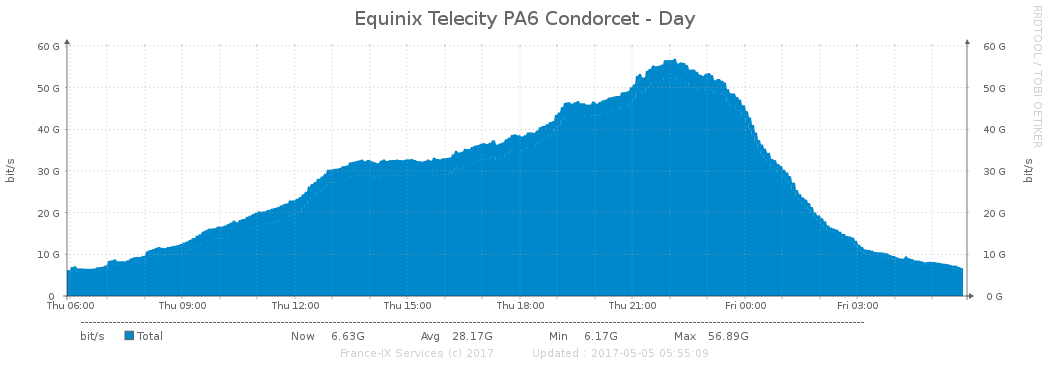 Equinix Telecity PA6 Condorcet - Day
RRDTOOL / TOBI OETIKER
60 G 60 G
50 G 50 G
40 G 40 G
30 G 30 G
20 G 20 G
10 G 10 G
0 0 G
bit/s bit/s
Thu 06:00 Thu 09:00 Thu 12:00 Thu 15:00 Thu 18:00 Thu 21:00 Fri 00:00 Fri 03:00
bit/s Total Now 6.63G Avg 28.17G Min 6.17G Max 56.89G
France-IX Services (c) 2017 Updated : 2017-05-05 05:55:09